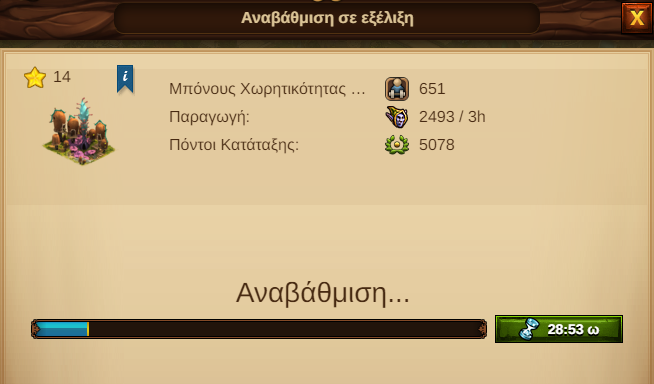 Αναβάθμιση σε εξέλιξη
X
14
i
Μπόνους Χωρητικότητας … 651
Παραγωγή: 2493 / 3h
Πόντοι Κατάταξης: 5078
Αναβάθμιση...
28:53 ω